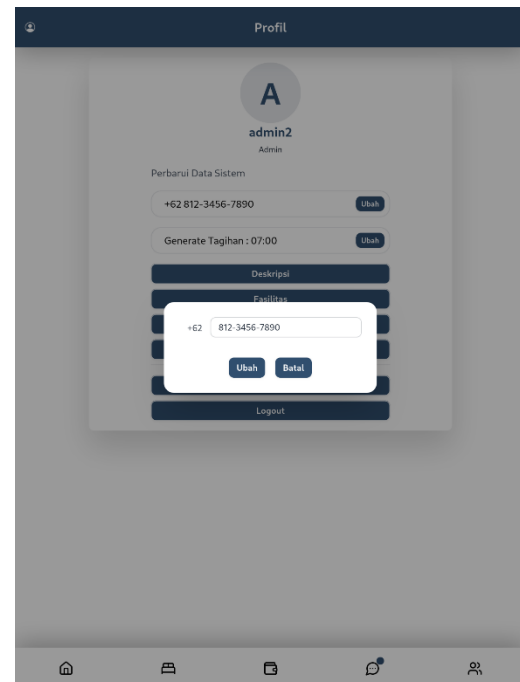 Profil
A
admin2
Admin
Perbarui Data Sistem
+62 812-3456-7890 Ubah
Generate Tagihan : 07:00 Ubah
Deskripsi
Fasilitas
+62 812-3456-7890
Ubah Batal
Logout